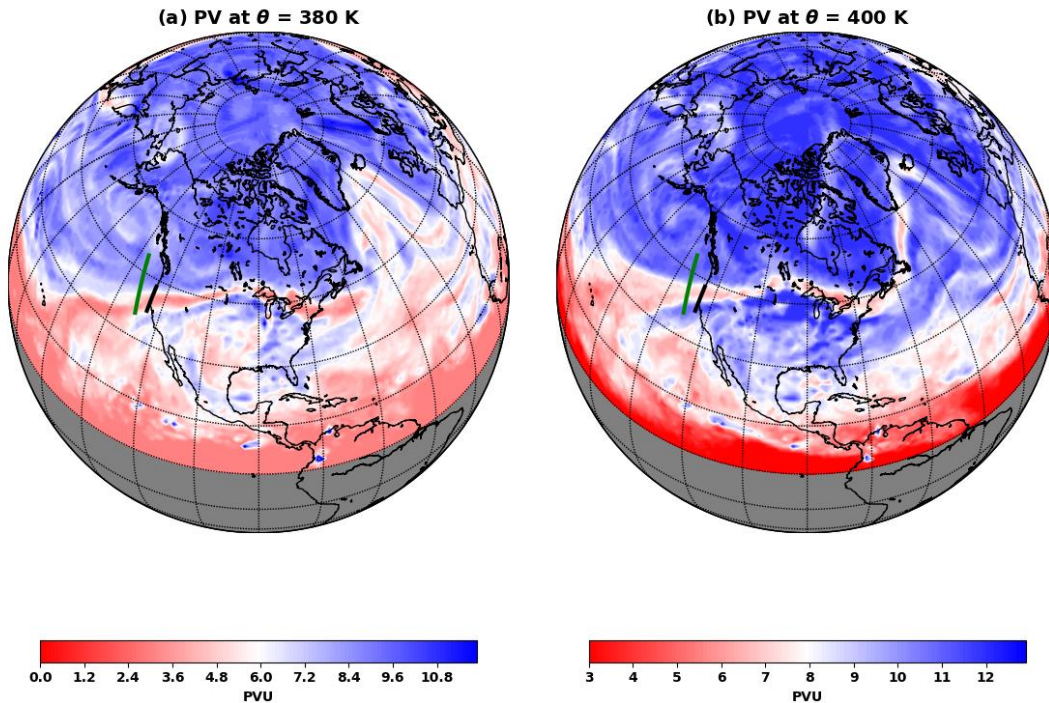 (a) PV at θ = 380 K
(b) PV at θ = 400 K
0.0 1.2 2.4 3.6 4.8 6.0 7.2 8.4 9.6 10.8
PVU
3 4 5 6 7 8 9 10 11 12
PVU